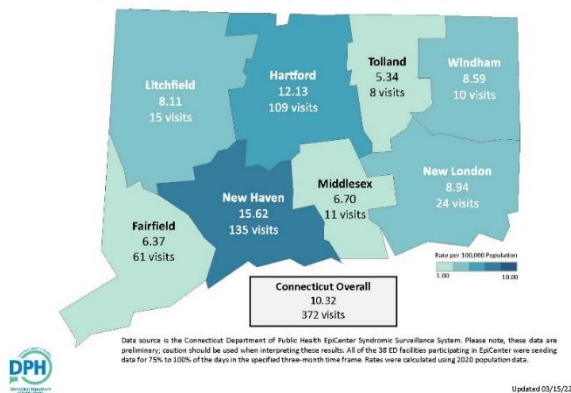 Litchfield
8.11
15 visits
Hartford
12.13
109 visits
Tolland
5.34
8 visits
Windham
8.59
10 visits
Fairfield
6.37
61 visits
New Haven
15.62
135 visits
Middlesex
6.70
11 visits
New London
8.94
24 visits
Rate per 100,000 Population
1.00 10.00
Connecticut Overall
10.32
372 visits
Data source is the Connecticut Department of Public Health EpiCenter Syndromic Surveillance System. Please note, these data are
preliminary; caution should be used when interpreting these results. All of the 38 ED facilities participating in EpiCenter were sending
data for 75% to 100% of the days in the specified three-month time frame. Rates were calculated using 2020 population data.
DPH
Updated 03/15/22